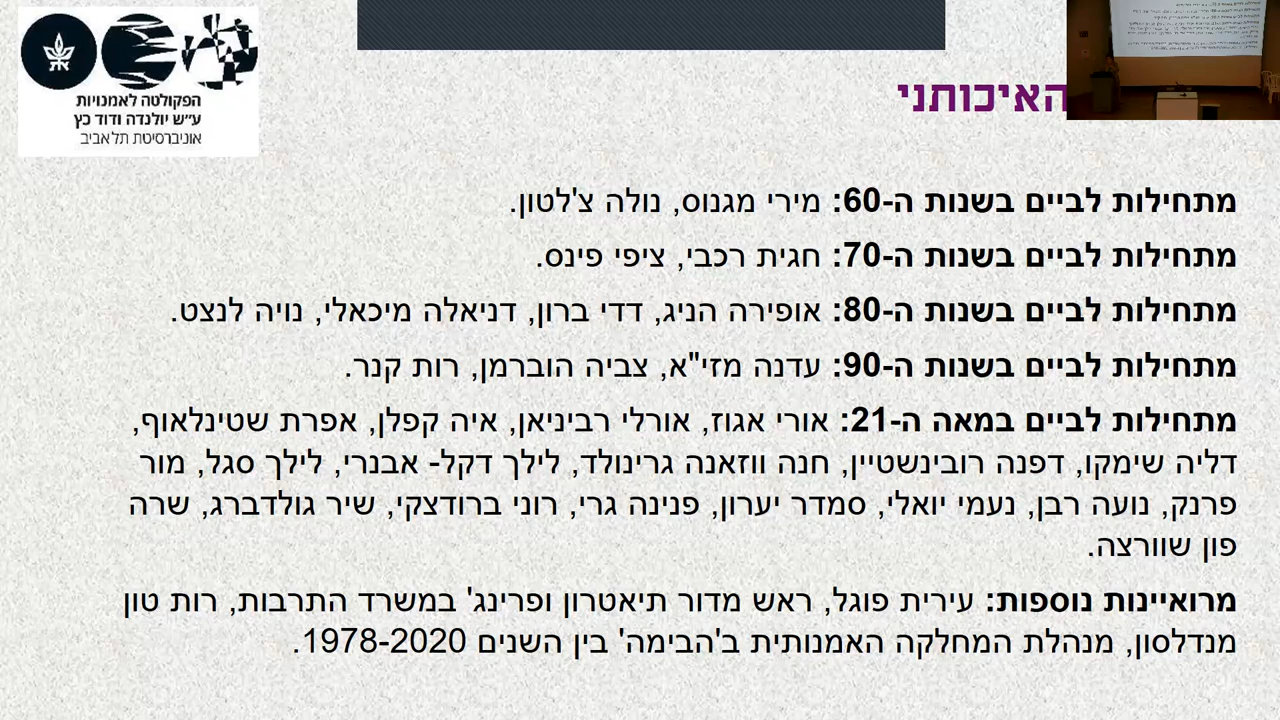 הפקולטה לאמנויות
ע״ש יולנדה ודוד כץ
אוניברסיטת תל אביב
האיכותני
מתחילות לביים בשנות ה-60: מירי מגנוס, נולה צ'לטון.
מתחילות לביים בשנות ה-70: חגית רכבי, ציפי פינס.
מתחילות לביים בשנות ה-80: אופירה הניג, דדי ברון, דניאלה מיכאלי, נויה לנצט.
מתחילות לביים בשנות ה-90: עדנה מזי"א, צביה הוברמן, רות קנר.
מתחילות לביים במאה ה-21: אורי אגוז, אורלי רביניאן, איה קפלן, אפרת שטינלאוף,
דליה שימקו, דפנה רובינשטיין, חנה ווזאנה גרינולד, לילך דקל- אבנרי, לילך סגל, מור
פרנק, נועה רבן, נעמי יואלי, סמדר יערון, פנינה גרי, רוני ברודצקי, שיר גולדברג, שרה
פון שוורצה.
מרואיינות נוספות: עירית פוגל, ראש מדור תיאטרון ופרינג' במשרד התרבות, רות טון
מנדלסון, מנהלת המחלקה האמנותית ב'הבימה' בין השנים 1978-2020.